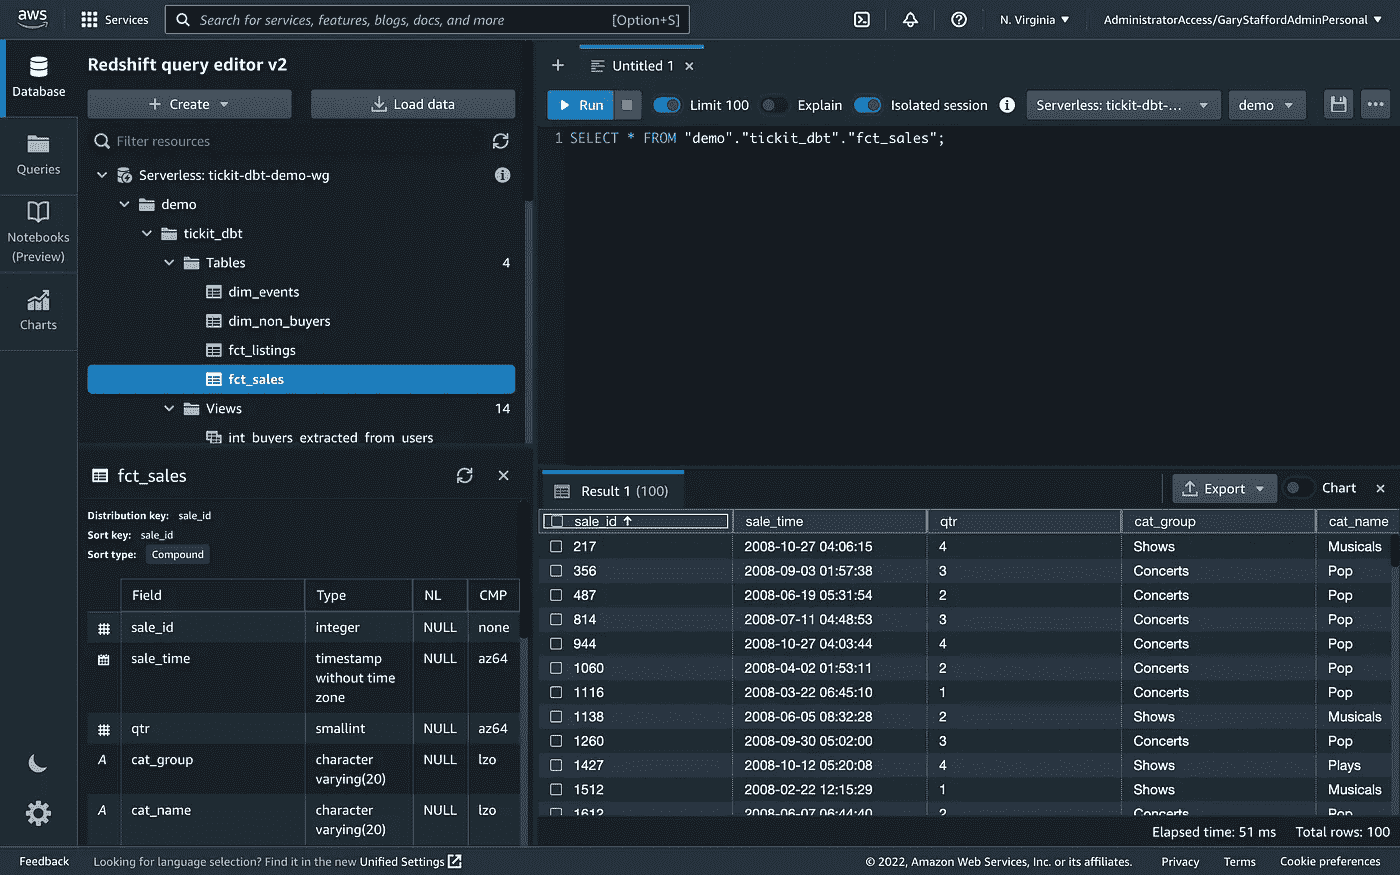 aws
Services
Search for services, features, blogs, docs, and more
[Option+S]
N. Virginia
AdministratorAccess/GaryStaffordAdminPersonal
Database
Queries
Notebooks
(Preview)
Charts
Redshift query editor v2
Create
Load data
Filter resources
Serverless: tickit-dbt-demo-wg
demo
tickit_dbt
Tables 4
dim_events
dim_non_buyers
fct_listings
fct_sales
Views 14
int_buyers_extracted_from_users
fct_sales
Distribution key: sale_id
Sort key: sale_id
Sort type: Compound
Field Type NL CMP
sale_id integer NULL none
sale_time timestamp without time zone NULL az64
qtr smallint NULL az64
A cat_group character varying(20) NULL lzo
A cat_name character varying(20) NULL lzo
Untitled 1
Run
Limit 100
Explain
Isolated session
Serverless: tickit-dbt-...
demo
1 SELECT * FROM "demo"."tickit_dbt"."fct_sales";
Result 1 (100)
Export
Chart
sale_id sale_time qtr cat_group cat_name
217 2008-10-27 04:06:15 4 Shows Musicals
356 2008-09-03 01:57:38 3 Concerts Pop
487 2008-06-19 05:31:54 2 Concerts Pop
814 2008-07-11 04:48:53 3 Concerts Pop
944 2008-10-27 04:03:44 4 Concerts Pop
1060 2008-04-02 01:53:11 2 Concerts Pop
1116 2008-03-22 06:45:10 1 Concerts Pop
1138 2008-06-05 08:32:28 2 Shows Musicals
1260 2008-09-30 05:02:00 3 Concerts Pop
1427 2008-10-12 05:20:08 4 Shows Plays
1512 2008-02-22 12:15:29 1 Shows Musicals
1612 2008-06-07 06:44:40 2 Concerts Pop
Elapsed time: 51 ms Total rows: 100
Feedback
Looking for language selection? Find it in the new Unified Settings
© 2022, Amazon Web Services, Inc. or its affiliates.
Privacy
Terms
Cookie preferences